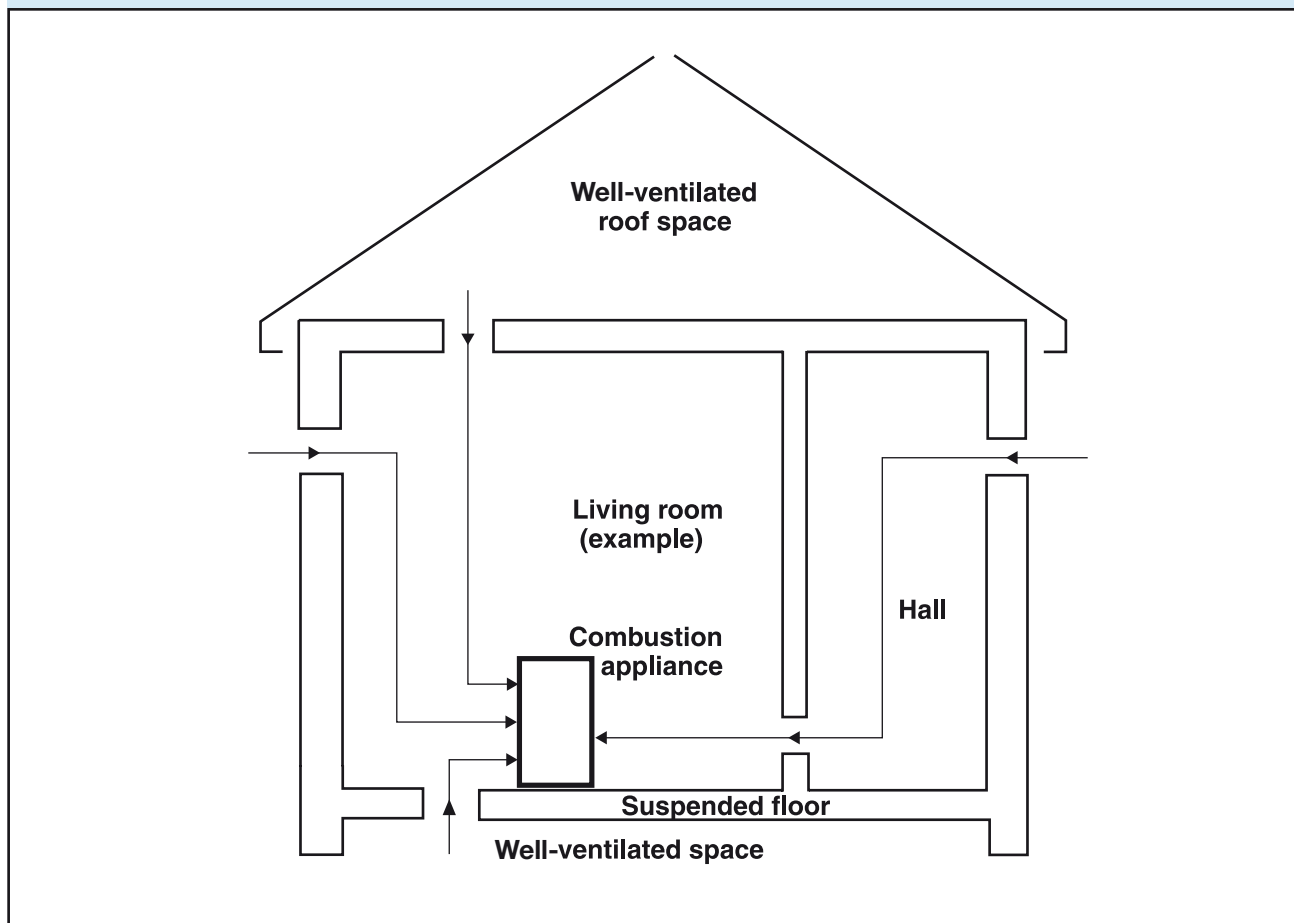 Well-ventilated
roof space
Living room
(example)
Hall
Combustion
appliance
Suspended floor
Well-ventilated space